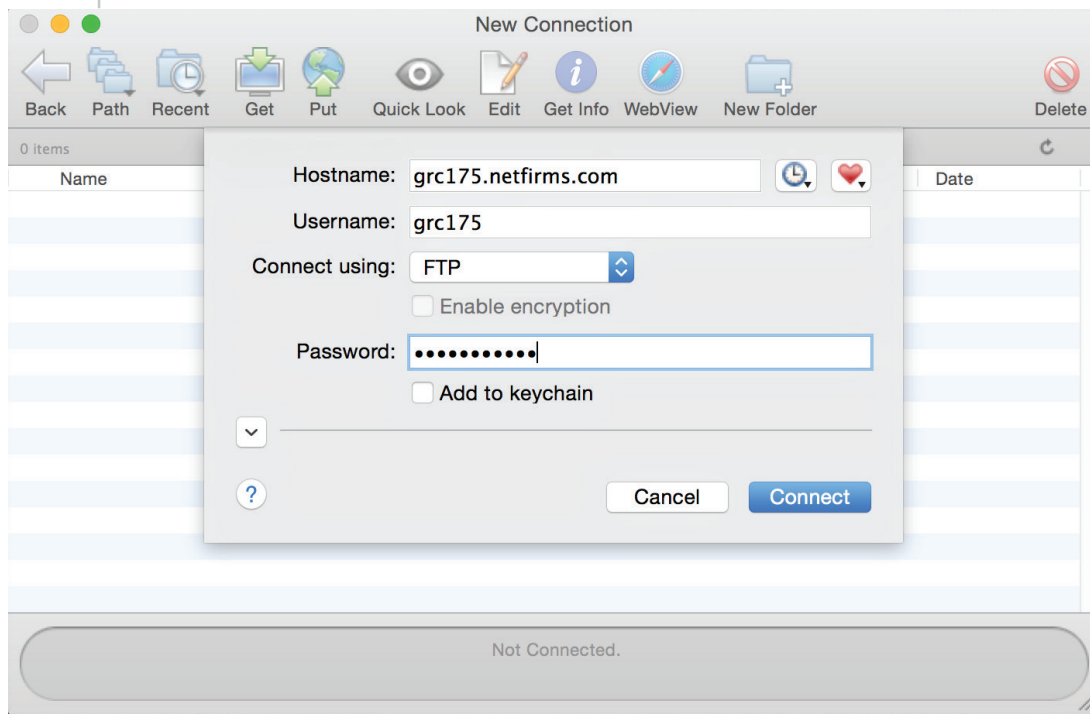 New Connection
Back Path Recent Get Put Quick Look Edit Get Info WebView New Folder Delete
0 items
Name Date
Hostname: grc175.netfirms.com
Username: grc175
Connect using: FTP
Enable encryption
Password: •••••••••••
Add to keychain
?
Cancel Connect
Not Connected.